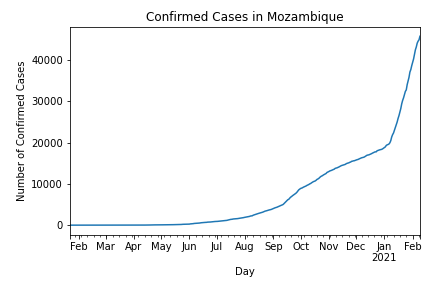 Confirmed Cases in Mozambique
Number of Confirmed Cases
40000
30000
20000
10000
0
Feb Mar Apr May Jun Jul Aug Sep Oct Nov Dec Jan Feb
2021
Day